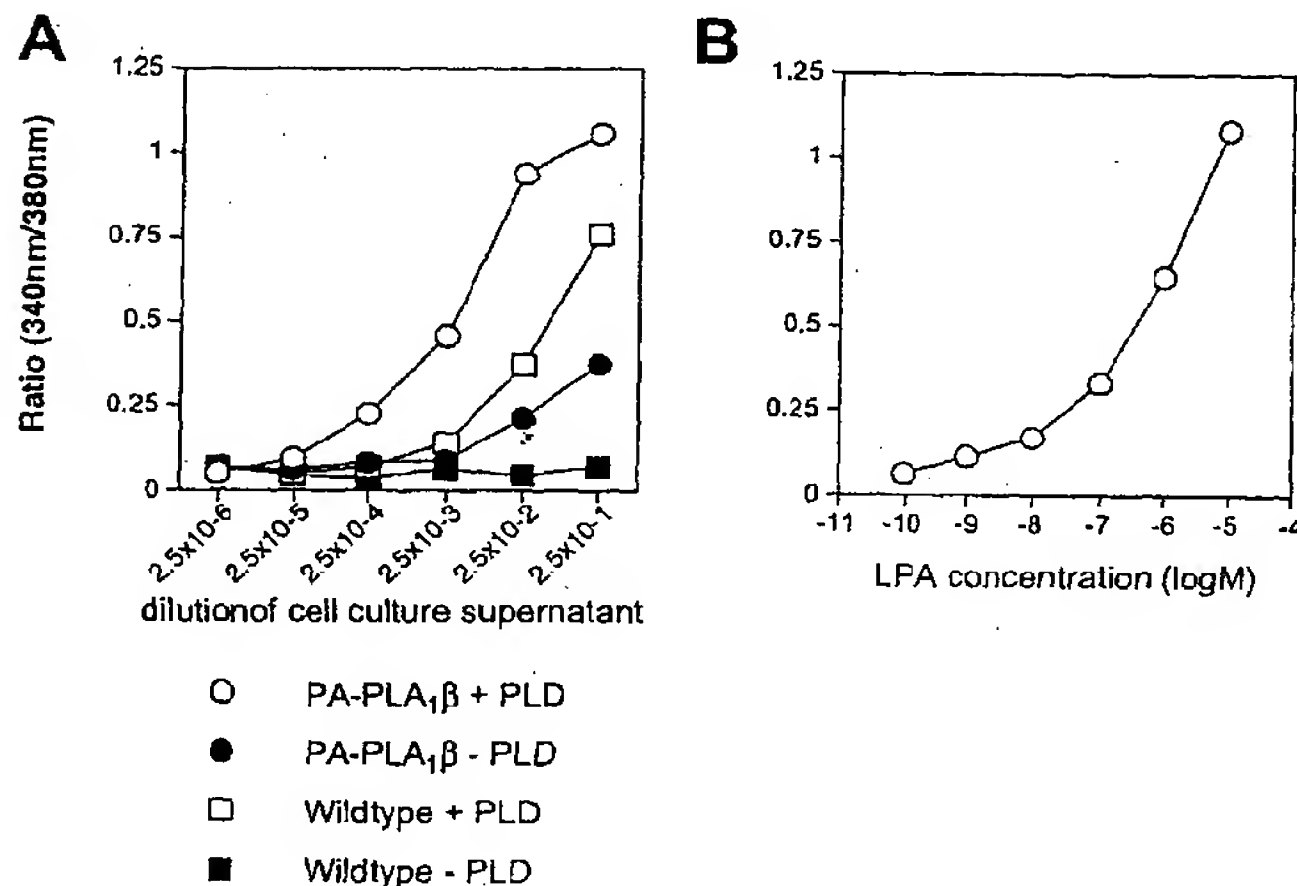 A
Ratio (340nm/380nm)
1.25
1
0.75
0.5
0.25
0
2.5x10-6
2.5x10-5
2.5x10-4
2.5x10-3
2.5x10-2
2.5x10-1
dilutionof cell culture supernatant
B
1.25
1
0.75
0.5
0.25
0
-11
-10
-9
-8
-7
-6
-5
-4
LPA concentration (logM)
PA-PLA₁β + PLD
PA-PLA₁β - PLD
Wildtype + PLD
Wildtype - PLD